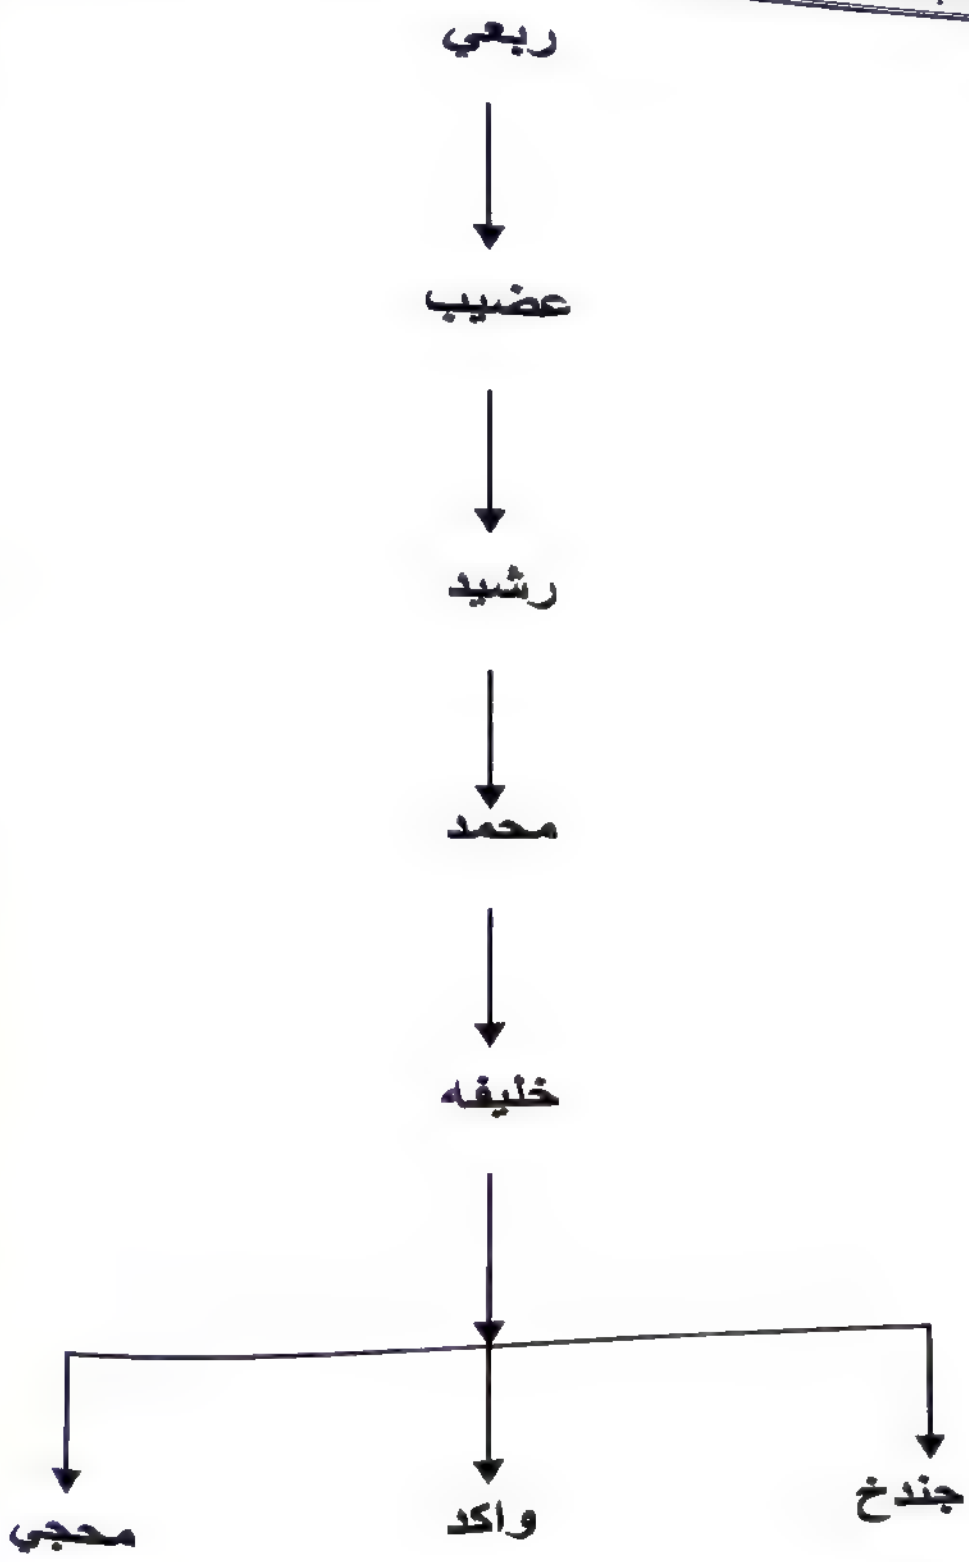 ربعي
عضيب
رشيد
محمد
خليفه
جندخ
واكد
محجي